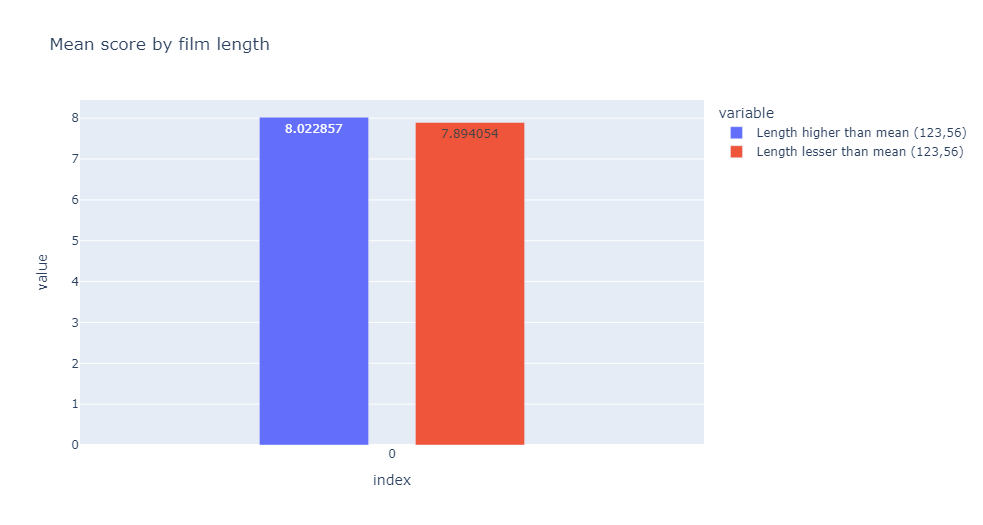 Mean score by film length
variable
Length higher than mean (123,56)
Length lesser than mean (123,56)
8.022857
7.894054
value
8
7
6
5
4
3
2
1
0
0
index